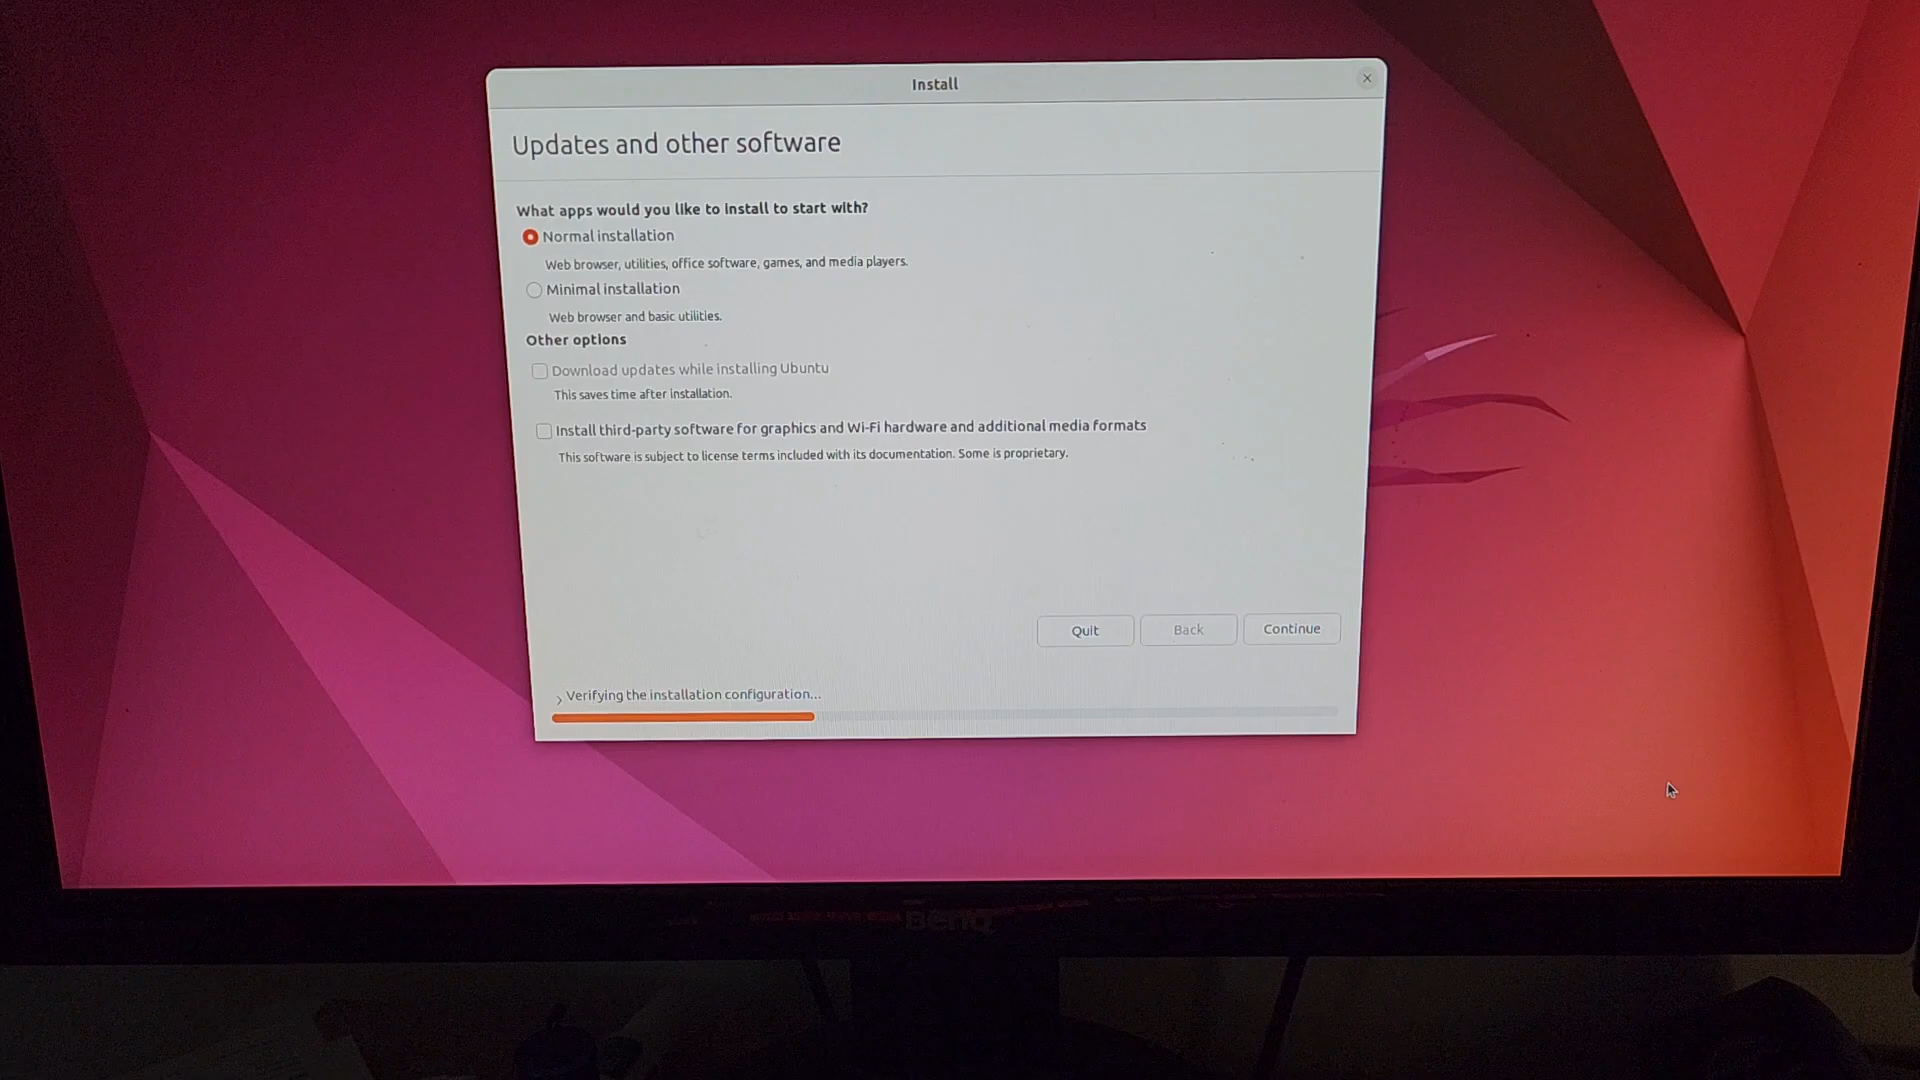 Install
Updates and other software
What apps would you like to install to start with?
Normal installation
Web browser, utilities, office software, games, and media players.
Minimal installation
Web browser and basic utilities.
Other options
Download updates while installing Ubuntu
This saves time after installation.
Install third-party software for graphics and Wi-Fi hardware and additional media formats
This software is subject to license terms included with its documentation. Some is proprietary.
Quit
Back
Continue
Verifying the installation configuration...
BenQ